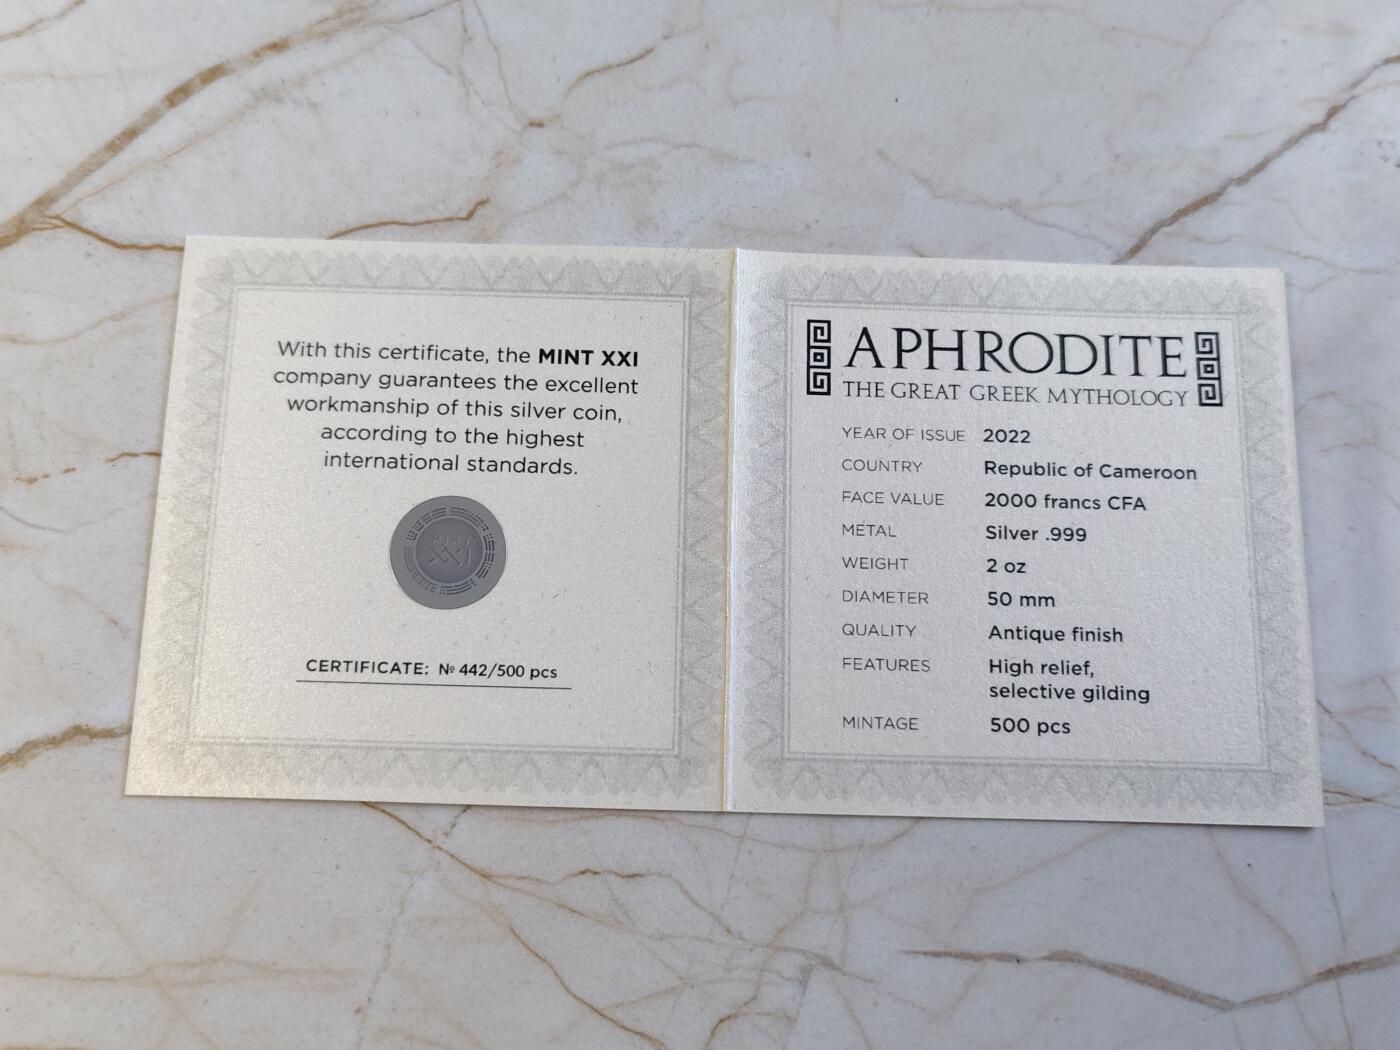 With this certificate, the MINT XXI
company guarantees the excellent
workmanship of this silver coin,
according to the highest
international standards.
MINT
XXI
CERTIFICATE: № 442/500 pcs
APHRODITE
THE GREAT GREEK MYTHOLOGY
YEAR OF ISSUE 2022
COUNTRY Republic of Cameroon
FACE VALUE 2000 francs CFA
METAL Silver .999
WEIGHT 2 oz
DIAMETER 50 mm
QUALITY Antique finish
FEATURES High relief,
selective gilding
MINTAGE 500 pcs